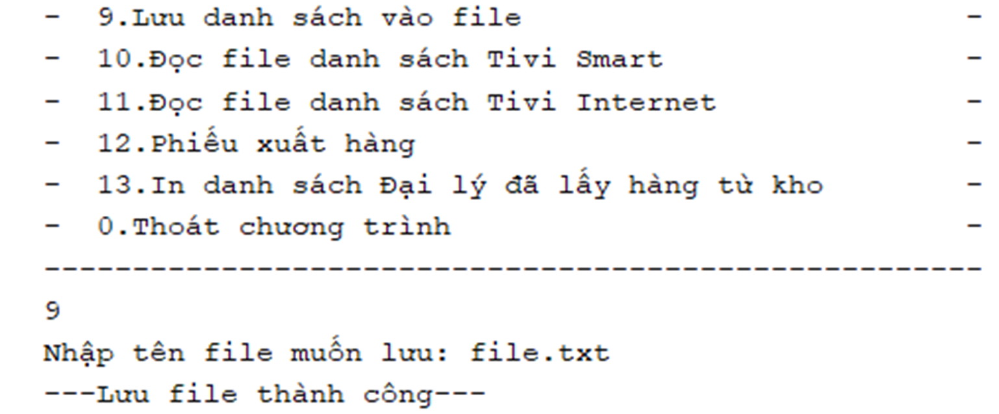 -  9.Lưu danh sách vào file                         -
-  10.Đọc file danh sách Tivi Smart                 -
-  11.Đọc file danh sách Tivi Internet              -
-  12.Phiếu xuất hàng                               -
-  13.In danh sách Đại lý đã lấy hàng từ kho        -
-  0.Thoát chương trình                             -
-----------------------------------------------------
9
Nhập tên file muốn lưu: file.txt
---Lưu file thành công---